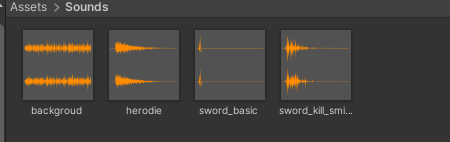 Assets > Sounds
backgroud
herodie
sword_basic
sword_kill_smi...